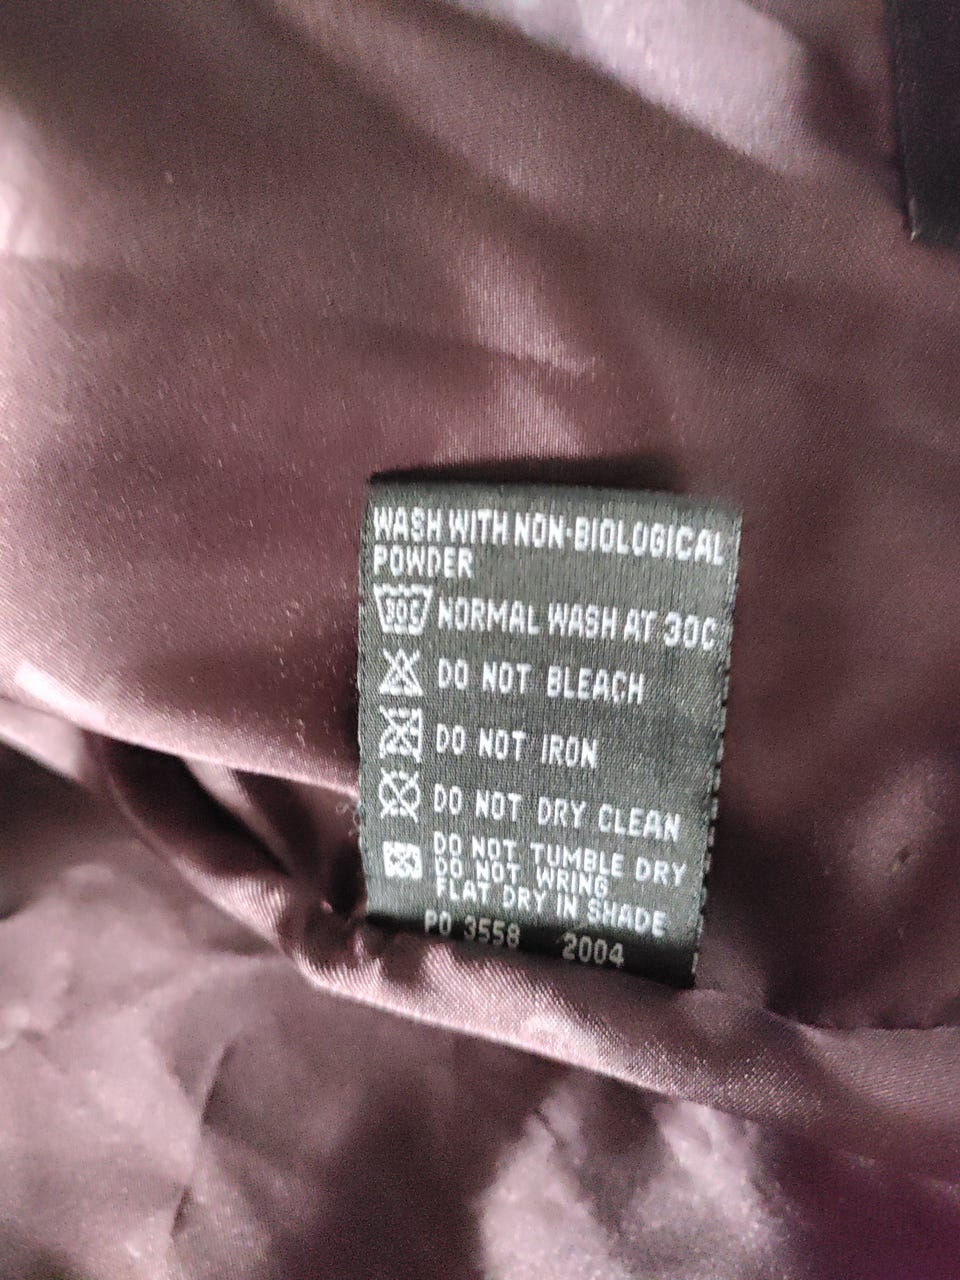 WASH WITH NON-BIOLOGICAL
POWDER
30C NORMAL WASH AT 30C
DO NOT BLEACH
DO NOT IRON
DO NOT DRY CLEAN
DO NOT TUMBLE DRY
DO NOT WRING
FLAT DRY IN SHADE
PO 3558 2004